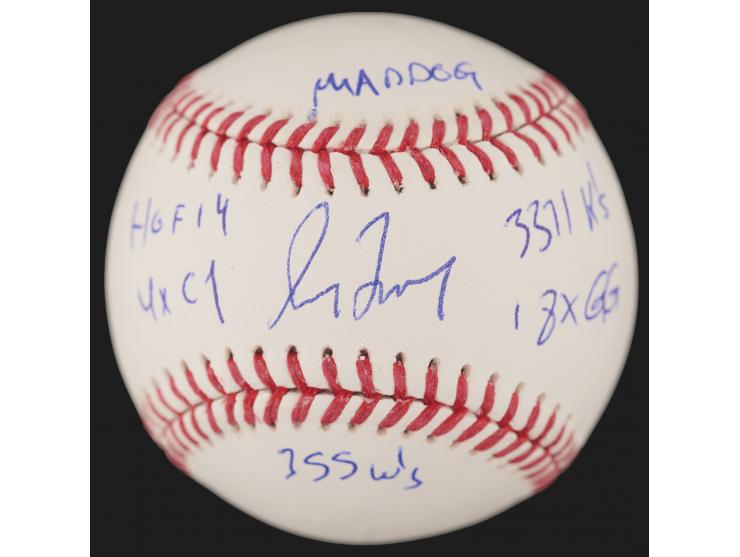 MADDOG
HOF 14
4x CY
3371 K's
18x GG
355 W's